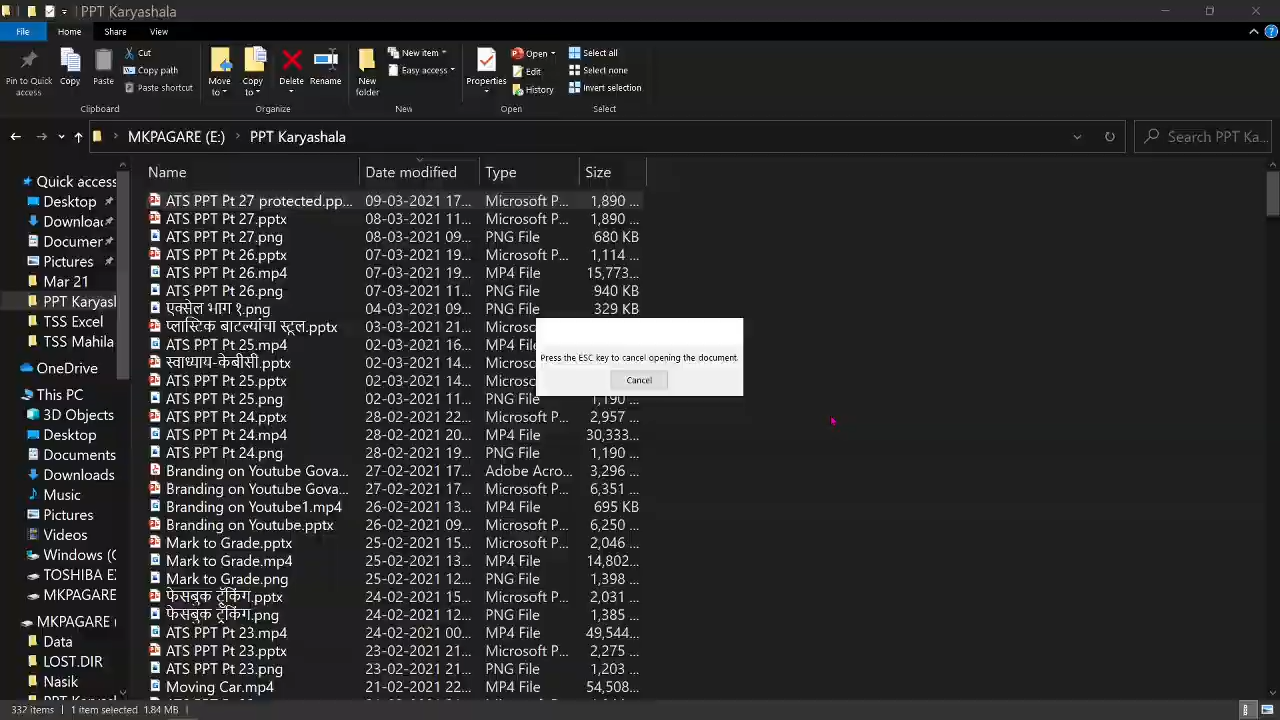 PPT Karyashala
File Home Share View
Pin to Quick access
Copy
Paste
Cut
Copy path
Paste shortcut
Clipboard
Move to
Copy to
Delete
Rename
Organize
New folder
New item
Easy access
New
Properties
Open
Edit
History
Open
Select all
Select none
Invert selection
Select
MKPAGARE (E:) PPT Karyashala
Search PPT Ka...
Quick access
Desktop
Downloac
Documer
Pictures
Mar 21
PPT Karyasl
TSS Excel
TSS Mahila
OneDrive
This PC
3D Objects
Desktop
Documents
Downloads
Music
Pictures
Videos
Windows (C
TOSHIBA EX
MKPAGARE
MKPAGARE (
Data
LOST.DIR
Nasik
PPT Karya
Name Date modified Type Size
ATS PPT Pt 27 protected.pp... 09-03-2021 17... Microsoft P... 1,890 ...
ATS PPT Pt 27.pptx 08-03-2021 11... Microsoft P... 1,890 ...
ATS PPT Pt 27.png 08-03-2021 09... PNG File 680 KB
ATS PPT Pt 26.pptx 07-03-2021 19... Microsoft P... 1,114 ...
ATS PPT Pt 26.mp4 07-03-2021 19... MP4 File 15,773...
ATS PPT Pt 26.png 07-03-2021 11... PNG File 940 KB
एक्सेल भाग १.png 04-03-2021 09... PNG File 329 KB
प्लास्टिक बाटल्यांचा स्टूल.pptx 03-03-2021 21... Microsc
ATS PPT Pt 25.mp4 02-03-2021 16... MP4 File
स्वाध्याय-केबीसी.pptx 02-03-2021 14... Microsc
ATS PPT Pt 25.pptx 02-03-2021 14... Microsc
ATS PPT Pt 25.png 02-03-2021 11... PNG File 1,190 ...
ATS PPT Pt 24.pptx 28-02-2021 22... Microsoft P... 2,957 ...
ATS PPT Pt 24.mp4 28-02-2021 20... MP4 File 30,333...
ATS PPT Pt 24.png 28-02-2021 19... PNG File 1,190 ...
Branding on Youtube Gova... 27-02-2021 17... Adobe Acro... 3,296 ...
Branding on Youtube Gova... 27-02-2021 17... Microsoft P... 6,351 ...
Branding on Youtube1.mp4 26-02-2021 13... MP4 File 695 KB
Branding on Youtube.pptx 26-02-2021 09... Microsoft P... 6,250 ...
Mark to Grade.pptx 25-02-2021 15... Microsoft P... 2,046 ...
Mark to Grade.mp4 25-02-2021 13... MP4 File 14,802...
Mark to Grade.png 25-02-2021 12... PNG File 1,398 ...
फेसबुक ट्रॅकिंग.pptx 24-02-2021 15... Microsoft P... 2,031 ...
फेसबुक ट्रॅकिंग.png 24-02-2021 12... PNG File 1,385 ...
ATS PPT Pt 23.mp4 24-02-2021 00... MP4 File 49,544...
ATS PPT Pt 23.pptx 23-02-2021 21... Microsoft P... 2,275 ...
ATS PPT Pt 23.png 23-02-2021 21... PNG File 1,203 ...
Moving Car.mp4 21-02-2021 22... MP4 File 54,508...
Press the ESC key to cancel opening the document.
Cancel
332 items 1 item selected 1.84 MB